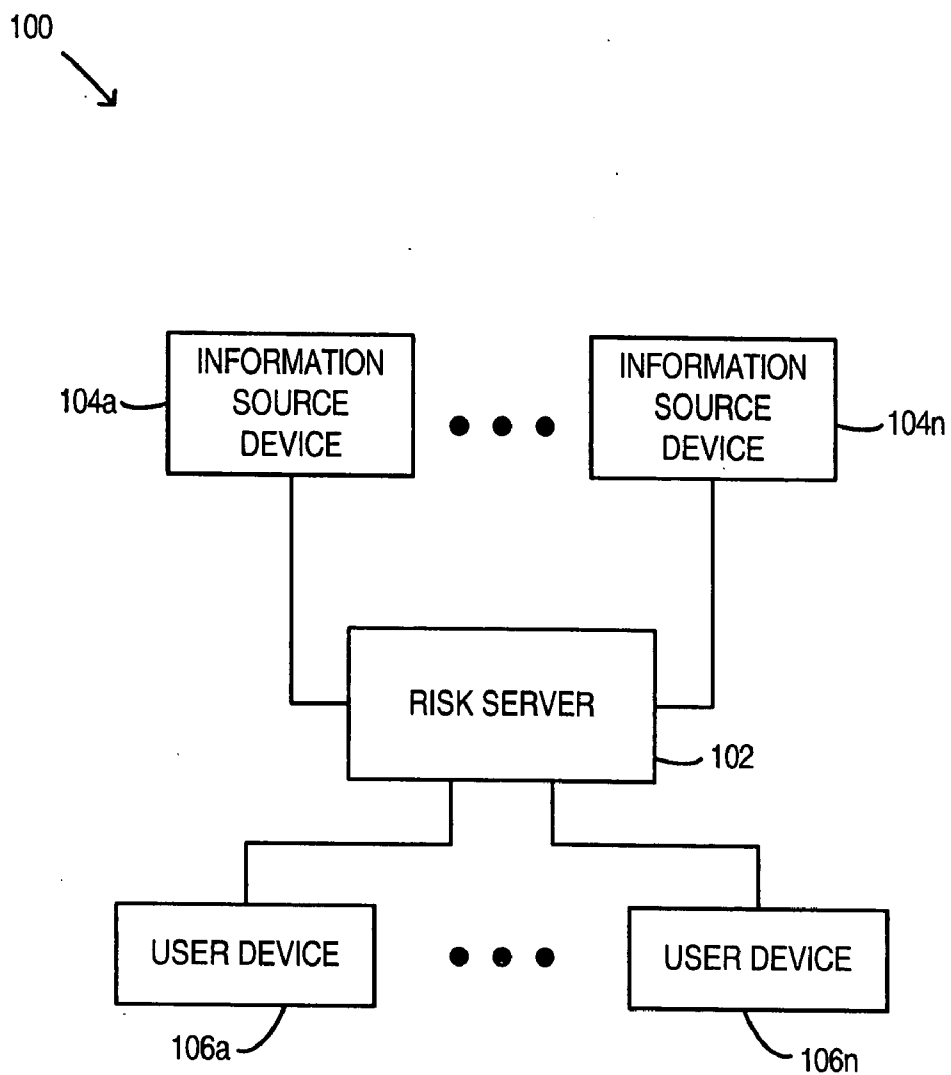 100
INFORMATION
SOURCE
DEVICE
104a
INFORMATION
SOURCE
DEVICE
104n
RISK SERVER
102
USER DEVICE
106a
USER DEVICE
106n